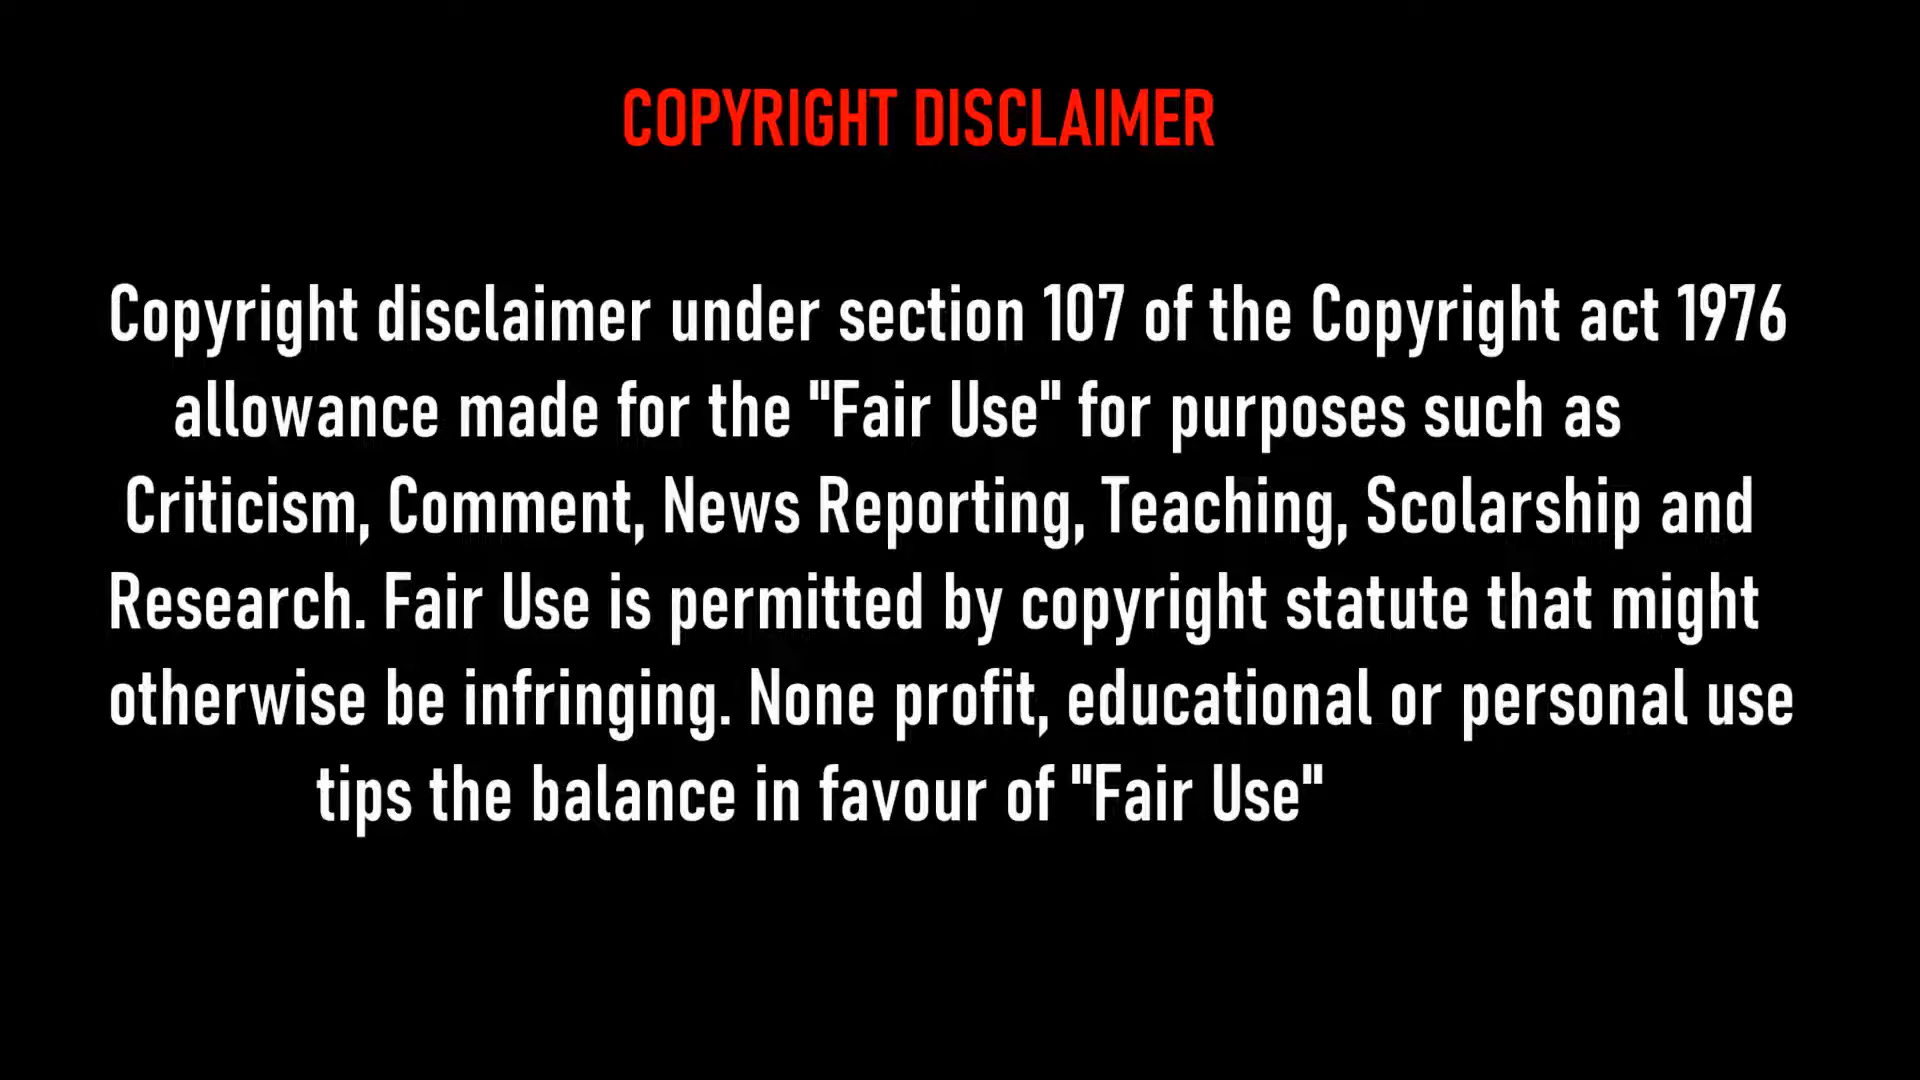 COPYRIGHT DISCLAIMER
Copyright disclaimer under section 107 of the Copyright act 1976
allowance made for the "Fair Use" for purposes such as
Criticism, Comment, News Reporting, Teaching, Scolarship and
Research. Fair Use is permitted by copyright statute that might
otherwise be infringing. None profit, educational or personal use
tips the balance in favour of "Fair Use"